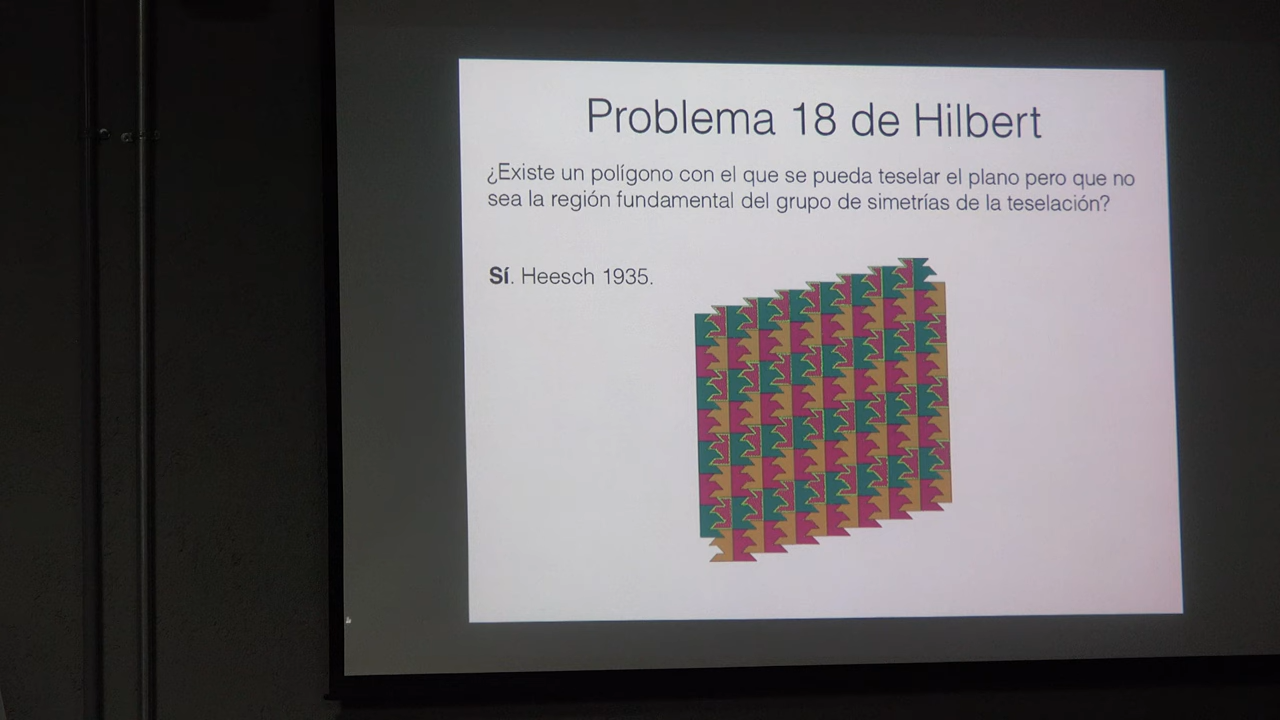 Problema 18 de Hilbert
¿Existe un polígono con el que se pueda teselar el plano pero que no
sea la región fundamental del grupo de simetrías de la teselación?
Sí. Heesch 1935.